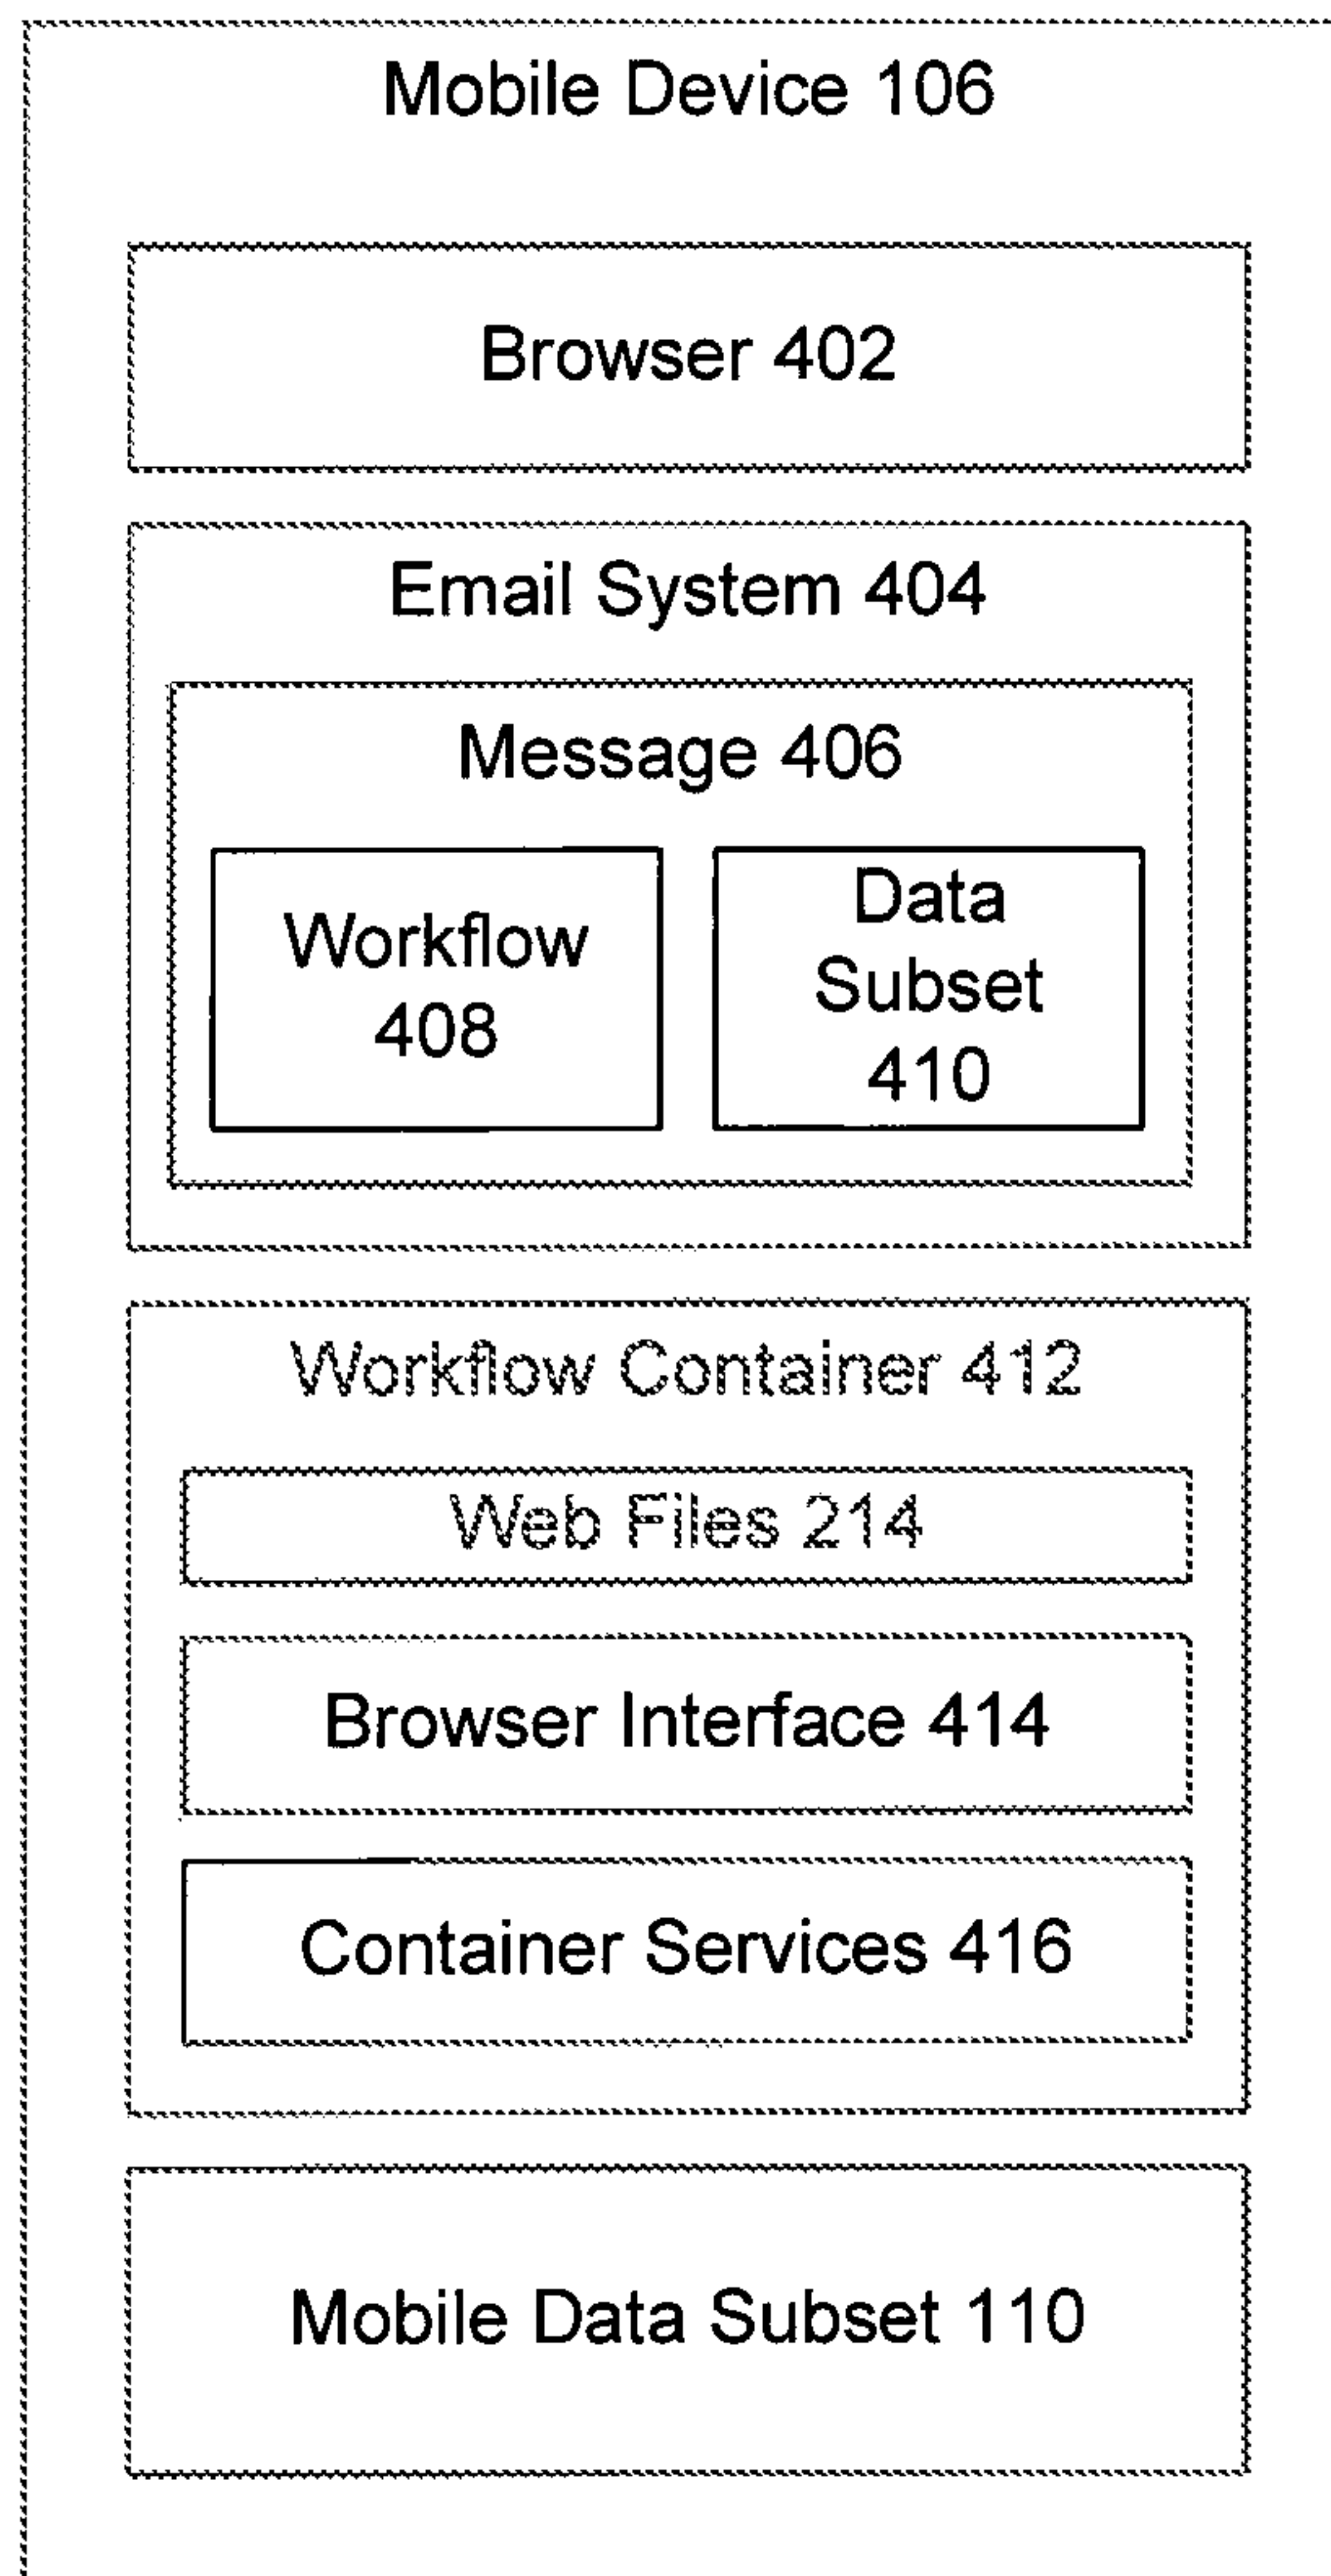 Mobile Device 106
Browser 402
Email System 404
Message 406
Workflow
408
Data
Subset
410
Workflow Container 412
Web Files 214
Browser Interface 414
Container Services 416
Mobile Data Subset 110